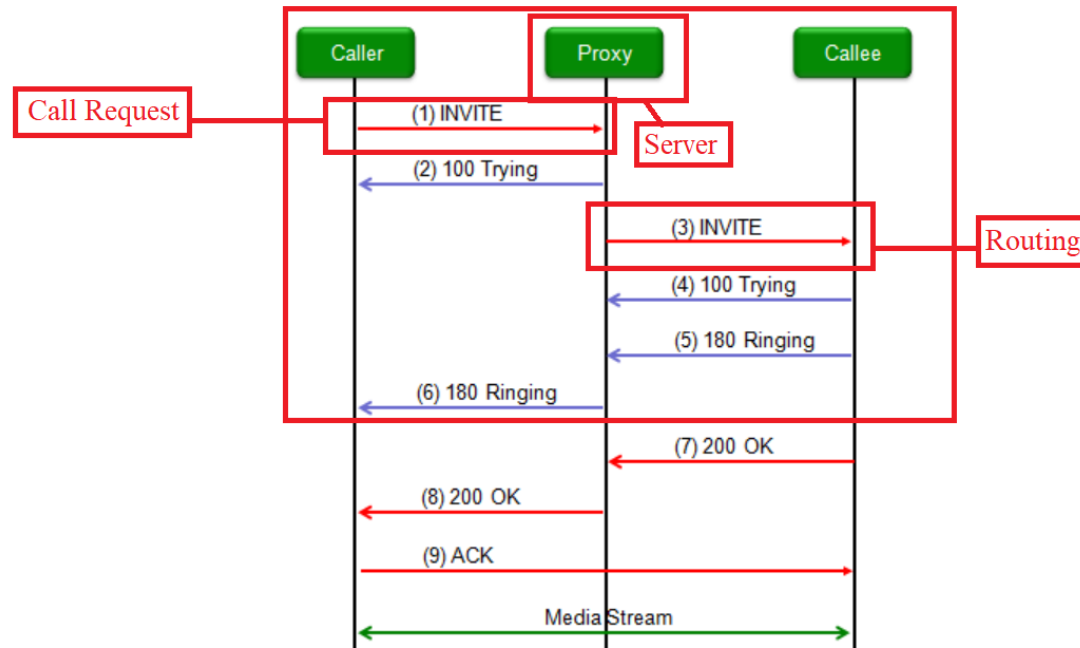 Caller
Proxy
Callee
Call Request
(1) INVITE
Server
(2) 100 Trying
(3) INVITE
Routing
(4) 100 Trying
(5) 180 Ringing
(6) 180 Ringing
(7) 200 OK
(8) 200 OK
(9) ACK
Media Stream